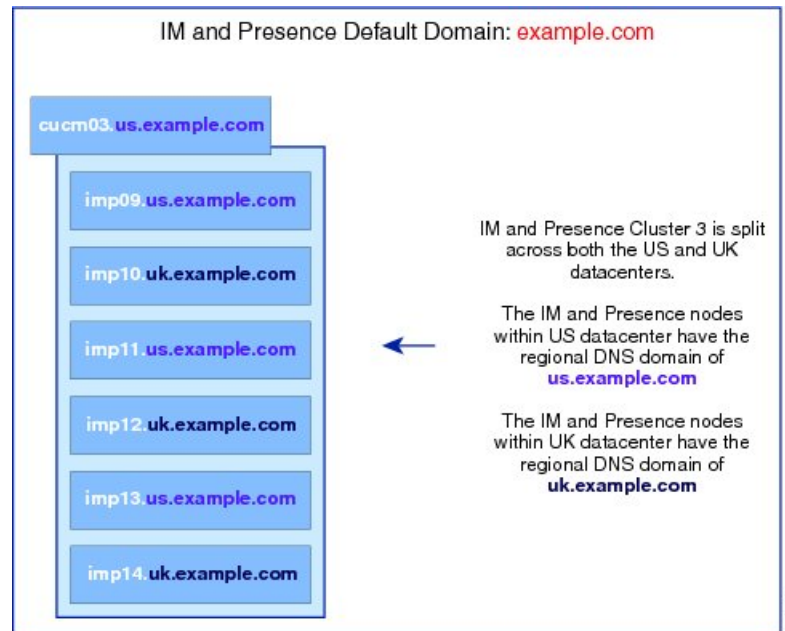 IM and Presence Default Domain: example.com
cucm03.us.example.com
imp09.us.example.com
imp10.uk.example.com
imp11.us.example.com
imp12.uk.example.com
imp13.us.example.com
imp14.uk.example.com
IM and Presence Cluster 3 is split
across both the US and UK
datacenters.
The IM and Presence nodes
within US datacenter have the
regional DNS domain of
us.example.com
The IM and Presence nodes
within UK datacenter have the
regional DNS domain of
uk.example.com